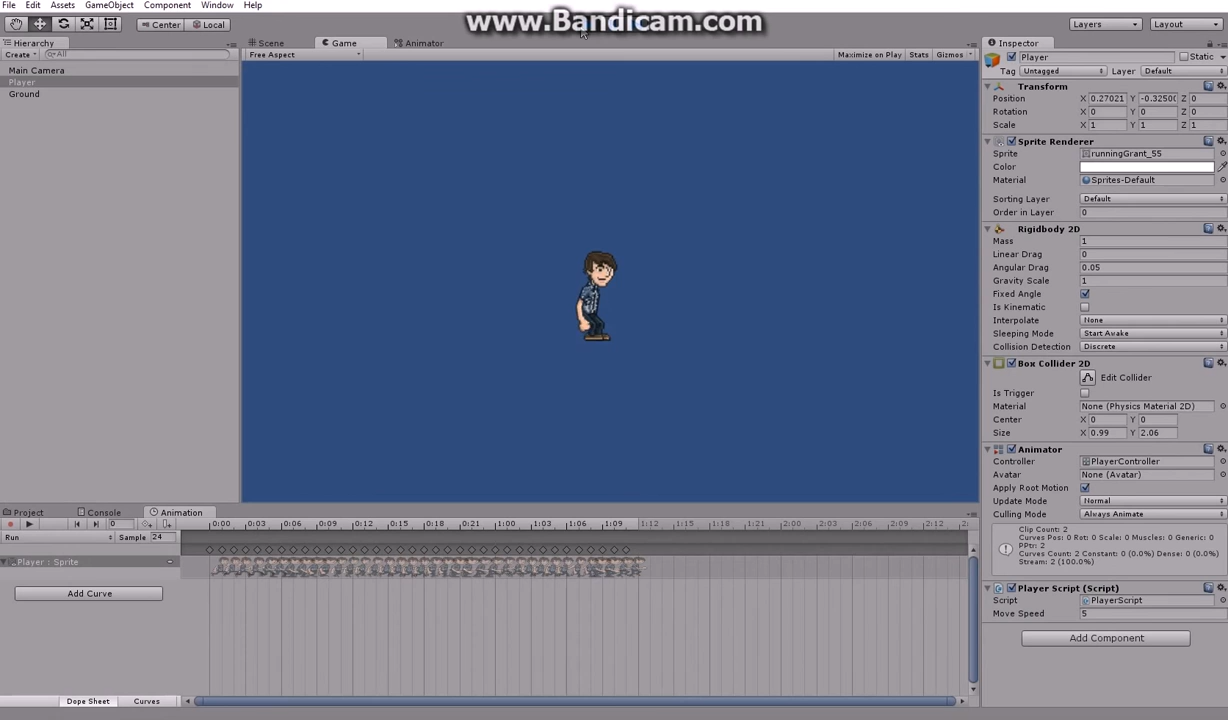 File Edit Assets GameObject Component Window Help
www.Bandicam.com
Center Local
Layers Layout
Hierarchy
Create All
Main Camera
Player
Ground
Scene Game Animator
Free Aspect Maximize on Play Stats Gizmos
Inspector
Player Static
Tag Untagged Layer Default
Transform
Position X 0.27021 Y -0.3250( Z 0
Rotation X 0 Y 0 Z 0
Scale X 1 Y 1 Z 1
Sprite Renderer
Sprite runningGrant_55
Color
Material Sprites-Default
Sorting Layer Default
Order in Layer 0
Rigidbody 2D
Mass 1
Linear Drag 0
Angular Drag 0.05
Gravity Scale 1
Fixed Angle
Is Kinematic
Interpolate None
Sleeping Mode Start Awake
Collision Detection Discrete
Box Collider 2D
Edit Collider
Is Trigger
Material None (Physics Material 2D)
Center X 0 Y 0
Size X 0.99 Y 2.06
Animator
Controller PlayerController
Avatar None (Avatar)
Apply Root Motion
Update Mode Normal
Culling Mode Always Animate
Clip Count: 2
Curves Pos: 0 Rot: 0 Scale: 0 Muscles: 0 Generic: 0
PPtr: 2
Curves Count: 2 Constant: 0 (0.0%) Dense: 0 (0.0%)
Stream: 2 (100.0%)
Player Script (Script)
Script PlayerScript
Move Speed 5
Add Component
Project Console Animation
0 0:00 0:03 0:06 0:09 0:12 0:15 0:18 0:21 1:00 1:03 1:06 1:09 1:12 1:15 1:18 1:21 2:00 2:03 2:06 2:09 2:12
Run Sample 24
Player : Sprite
Add Curve
Dope Sheet Curves